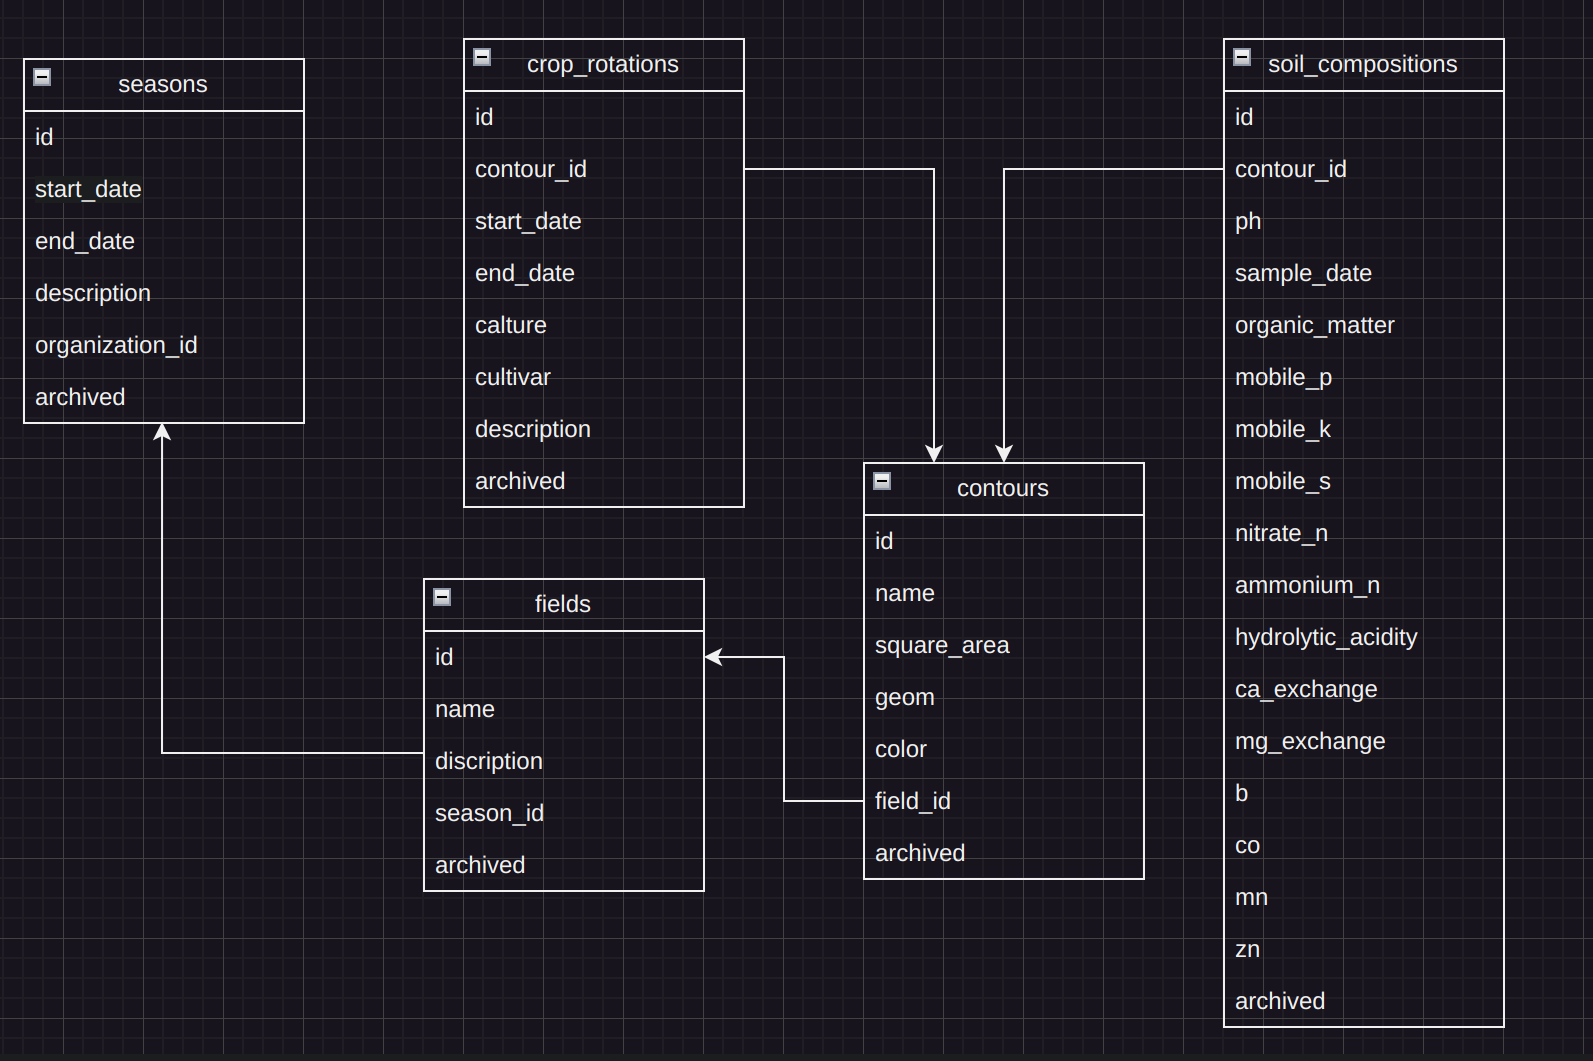 seasons
id
start_date
end_date
description
organization_id
archived
crop_rotations
id
contour_id
start_date
end_date
calture
cultivar
description
archived
soil_compositions
id
contour_id
ph
sample_date
organic_matter
mobile_p
mobile_k
mobile_s
nitrate_n
ammonium_n
hydrolytic_acidity
ca_exchange
mg_exchange
b
co
mn
zn
archived
fields
id
name
discription
season_id
archived
contours
id
name
square_area
geom
color
field_id
archived